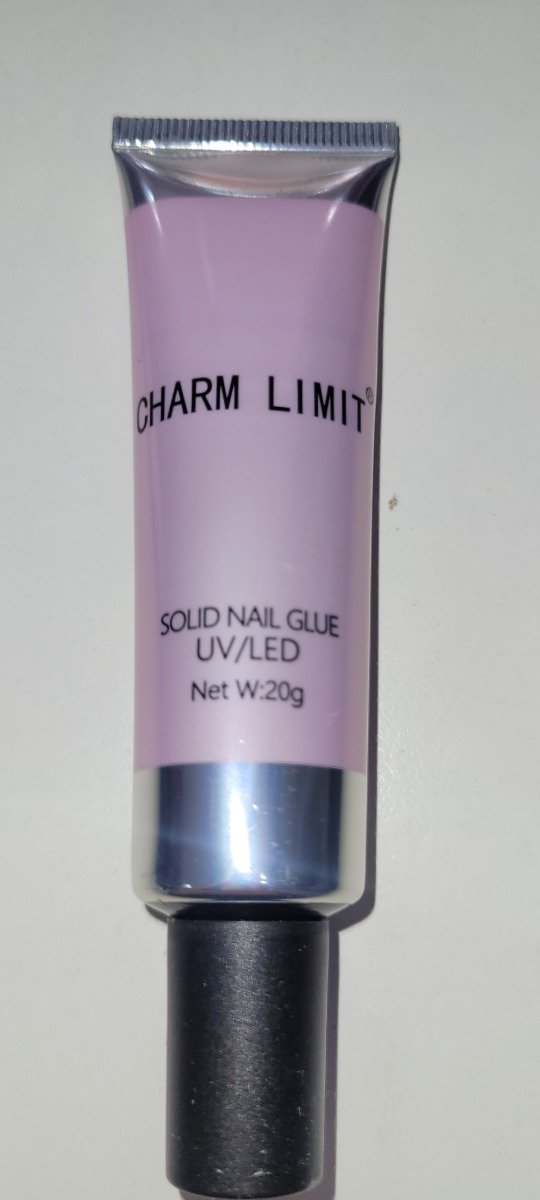 CHARM LIMIT®
SOLID NAIL GLUE
UV/LED
Net W:20g